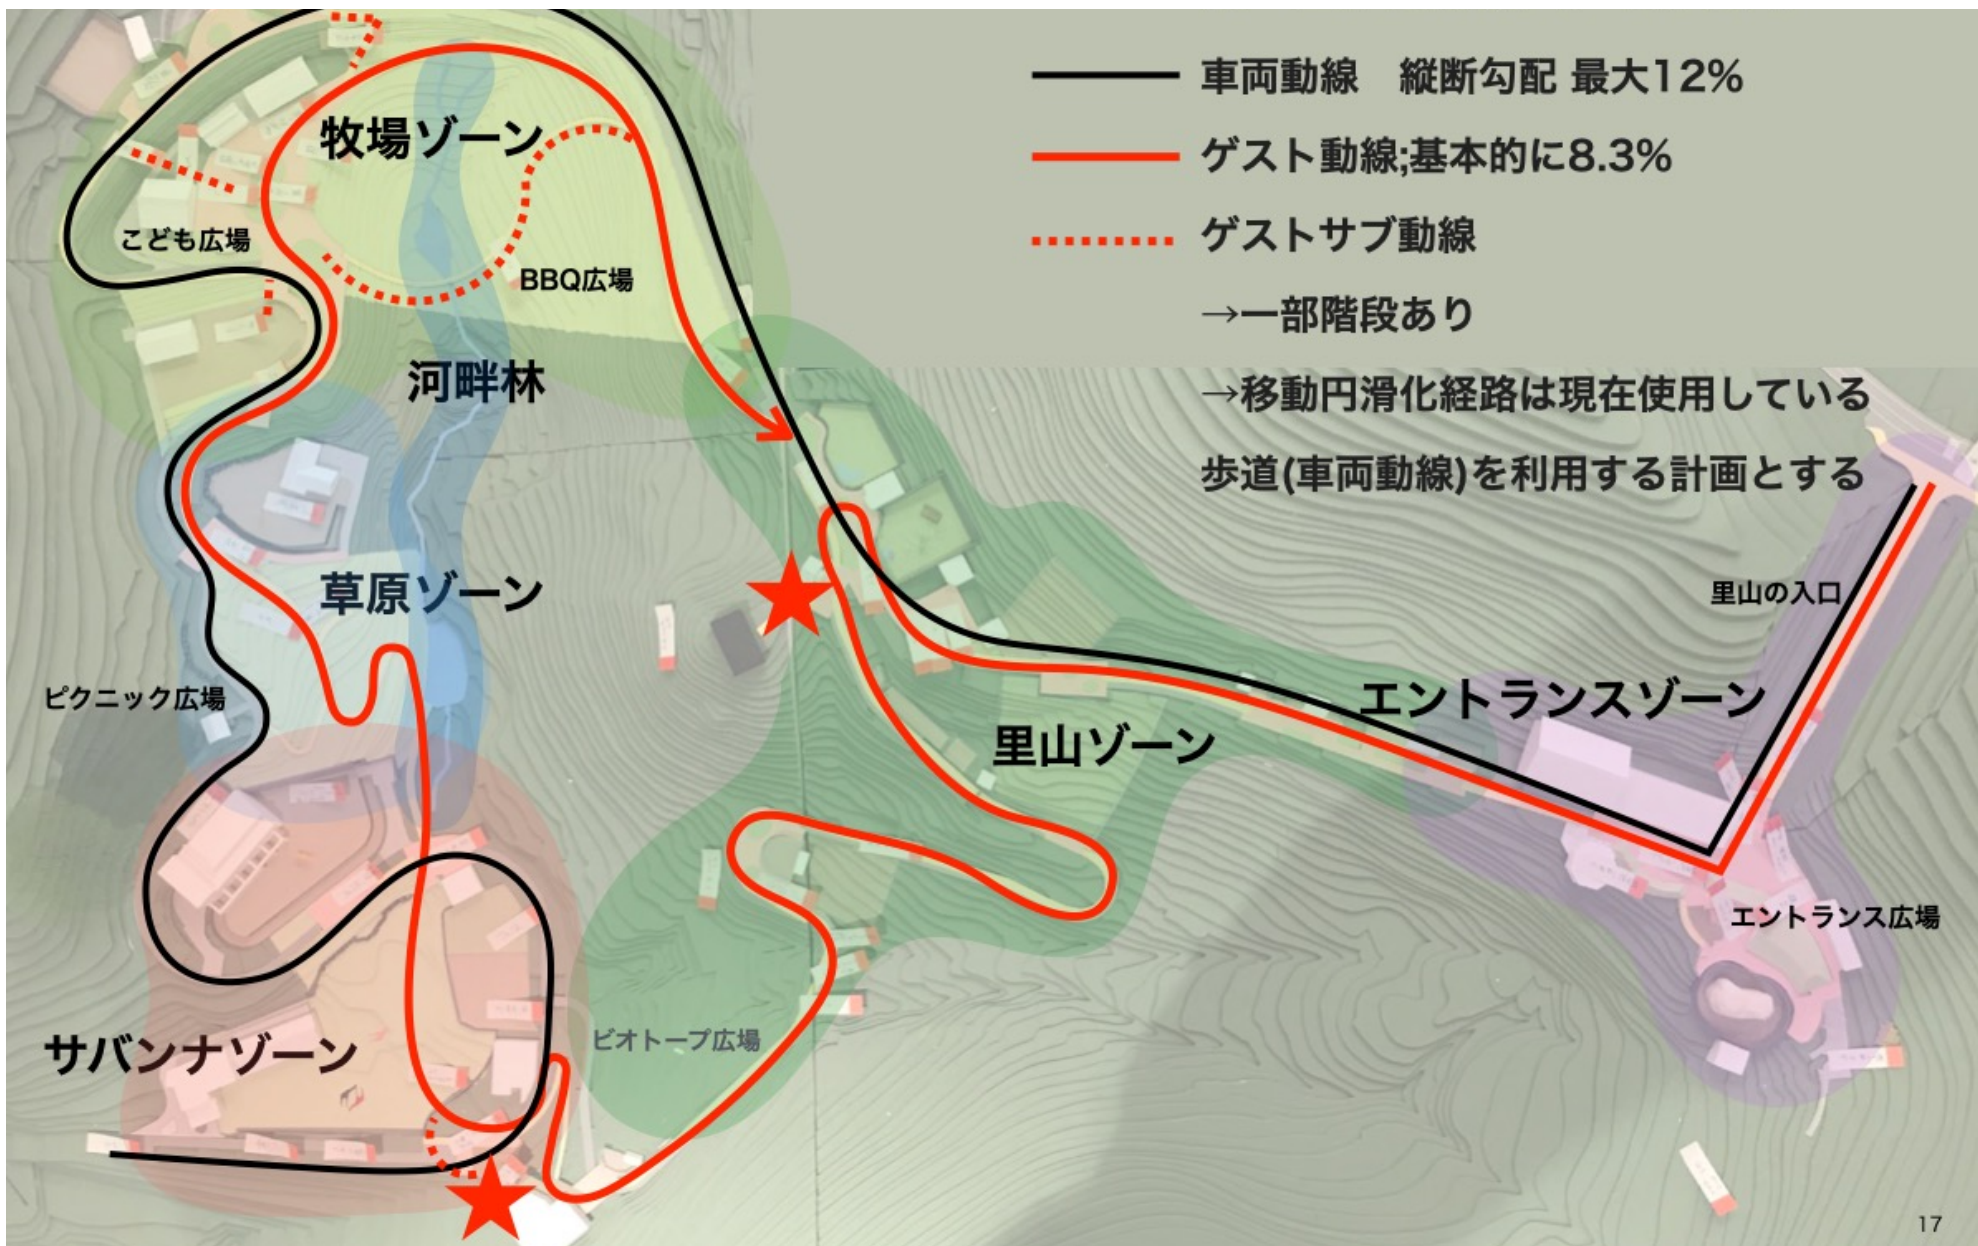 車両動線　縦断勾配 最大12%
ゲスト動線;基本的に8.3%
ゲストサブ動線
→一部階段あり
→移動円滑化経路は現在使用している
歩道(車両動線)を利用する計画とする
牧場ゾーン
こども広場
BBQ広場
河畔林
草原ゾーン
里山の入口
ピクニック広場
エントランスゾーン
里山ゾーン
エントランス広場
ビオトープ広場
サバンナゾーン
17